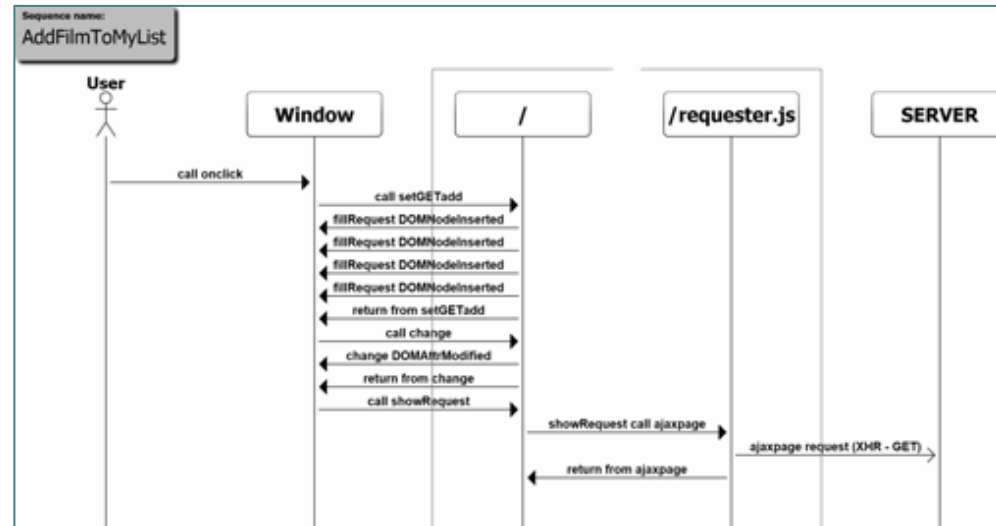 Sequence name:
AddFilmToMyList
User
Window
/
/requester.js
SERVER
call onclick
call setGETadd
fillRequest DOMNodeInserted
fillRequest DOMNodeInserted
fillRequest DOMNodeInserted
fillRequest DOMNodeInserted
return from setGETadd
call change
change DOMAttrModified
return from change
call showRequest
showRequest call ajaxpage
ajaxpage request (XHR - GET)
return from ajaxpage